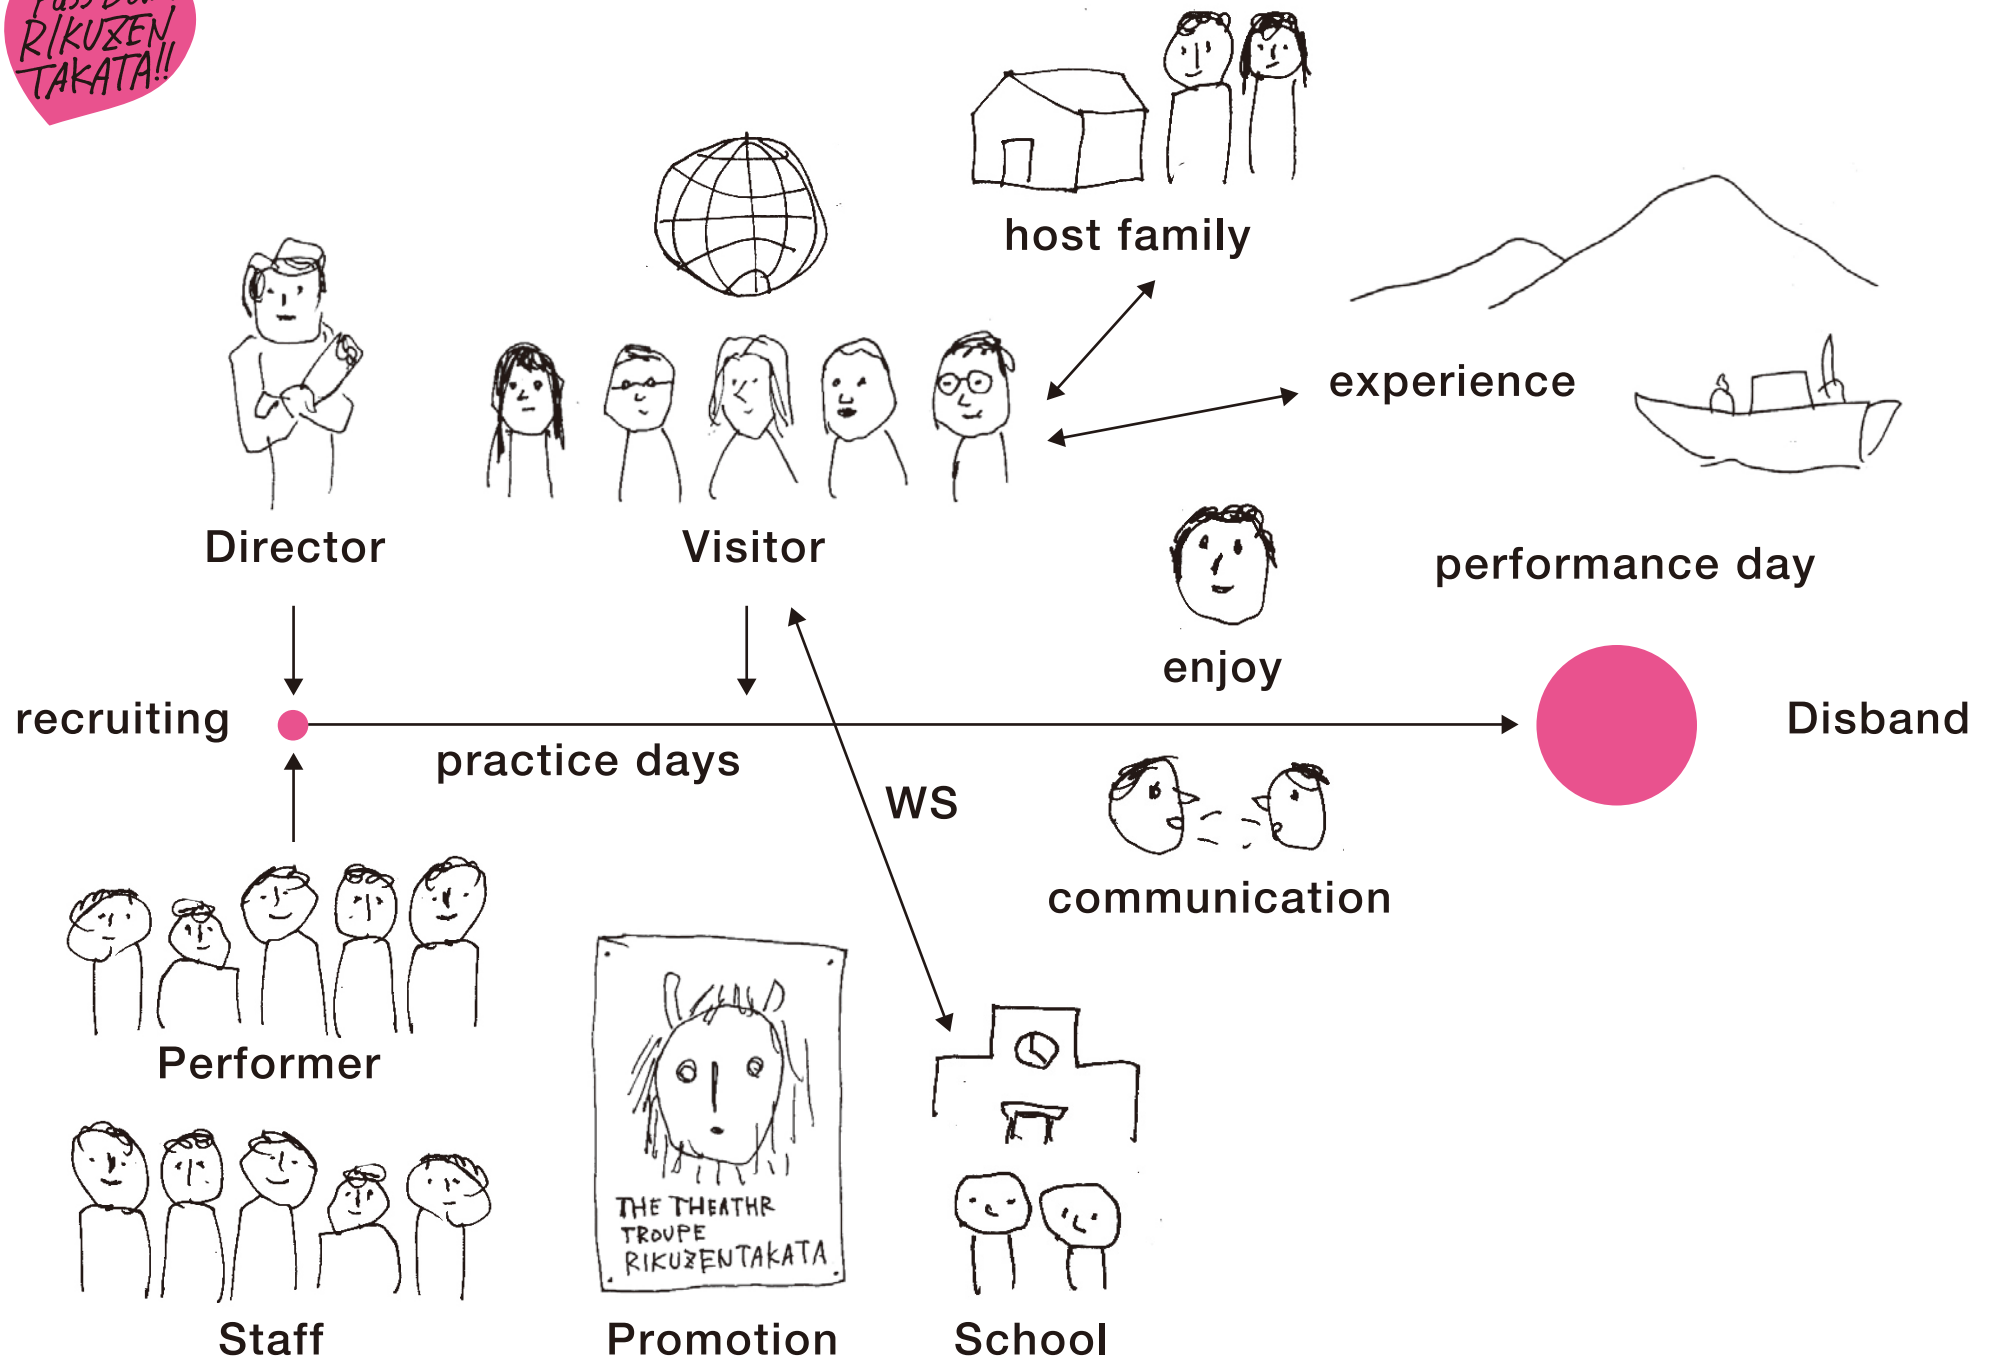 RIKUZEN
TAKATA!!
host family
experience
Director
Visitor
performance day
enjoy
recruiting
Disband
practice days
WS
communication
Performer
THE THEATHR
TROUPE
RIKUZENTAKATA
Staff
Promotion
School